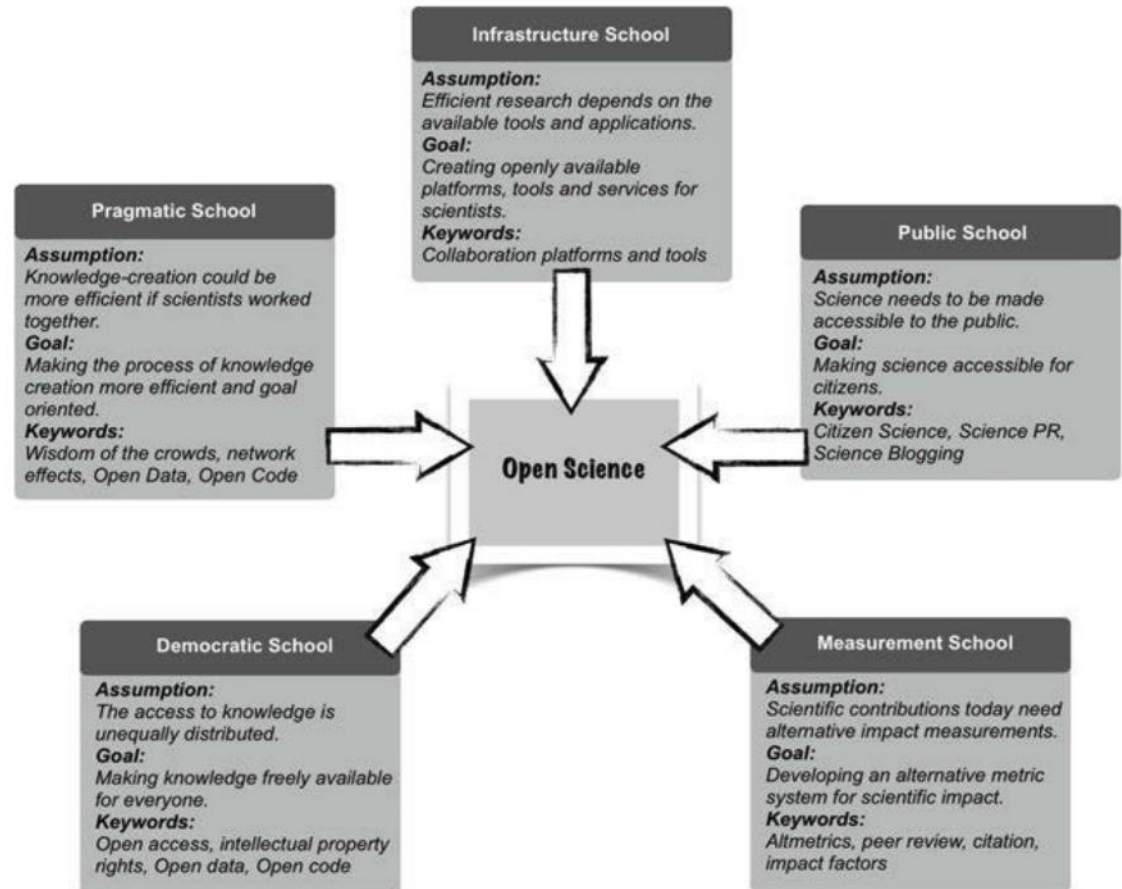 Infrastructure School
Assumption:
Efficient research depends on the
available tools and applications.
Goal:
Creating openly available
platforms, tools and services for
scientists.
Keywords:
Collaboration platforms and tools
Pragmatic School
Assumption:
Knowledge-creation could be
more efficient if scientists worked
together.
Goal:
Making the process of knowledge
creation more efficient and goal
oriented.
Keywords:
Wisdom of the crowds, network
effects, Open Data, Open Code
Public School
Assumption:
Science needs to be made
accessible to the public.
Goal:
Making science accessible for
citizens.
Keywords:
Citizen Science, Science PR,
Science Blogging
Open Science
Democratic School
Assumption:
The access to knowledge is
unequally distributed.
Goal:
Making knowledge freely available
for everyone.
Keywords:
Open access, intellectual property
rights, Open data, Open code
Measurement School
Assumption:
Scientific contributions today need
alternative impact measurements.
Goal:
Developing an alternative metric
system for scientific impact.
Keywords:
Altmetrics, peer review, citation,
impact factors